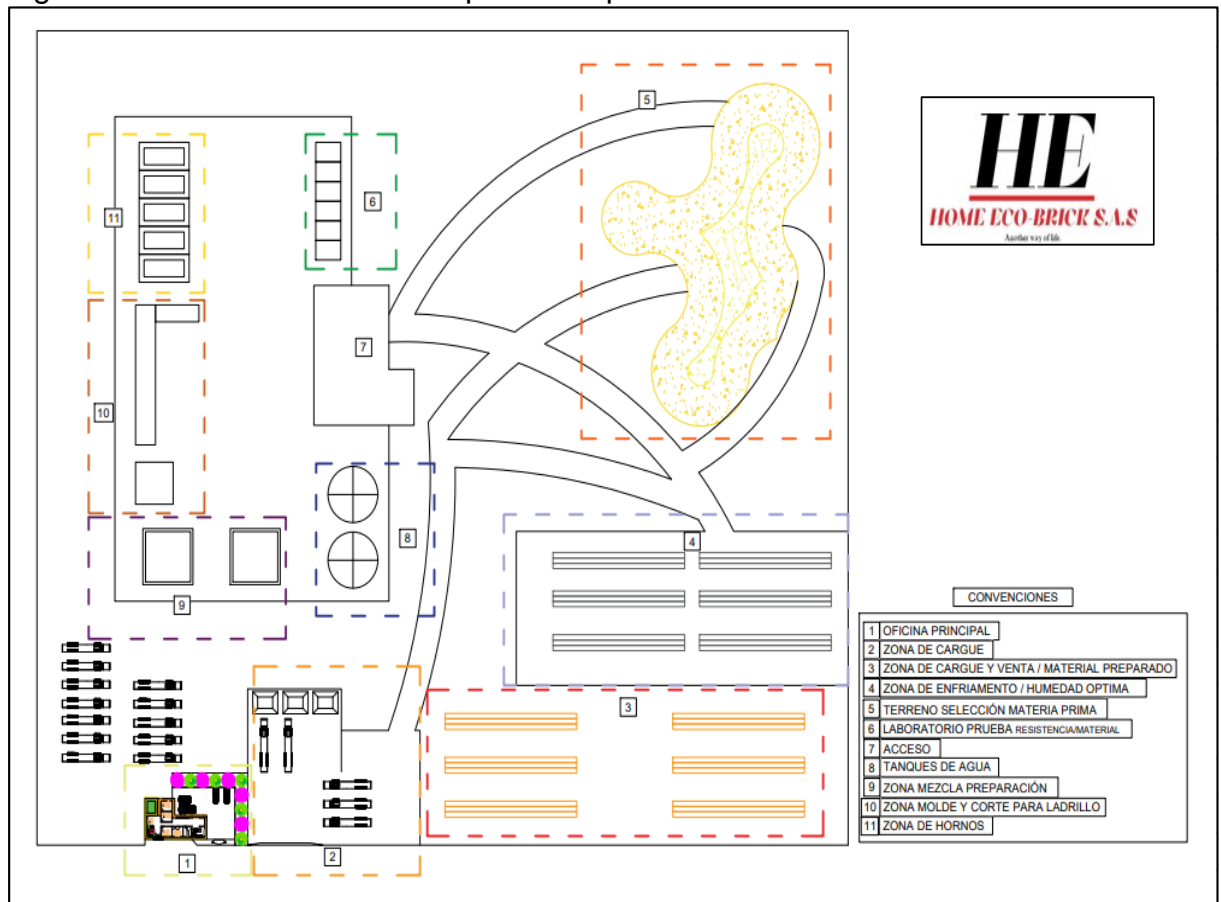 HE
HOME ECO-BRICK S.A.S
Another way of life
5
6
11
7
10
8
4
9
3
2
1
CONVENCIONES
1 OFICINA PRINCIPAL
2 ZONA DE CARGUE
3 ZONA DE CARGUE Y VENTA / MATERIAL PREPARADO
4 ZONA DE ENFRIAMENTO / HUMEDAD OPTIMA
5 TERRENO SELECCIÓN MATERIA PRIMA
6 LABORATORIO PRUEBA RESISTENCIA/MATERIAL
7 ACCESO
8 TANQUES DE AGUA
9 ZONA MEZCLA PREPARACIÓN
10 ZONA MOLDE Y CORTE PARA LADRILLO
11 ZONA DE HORNOS